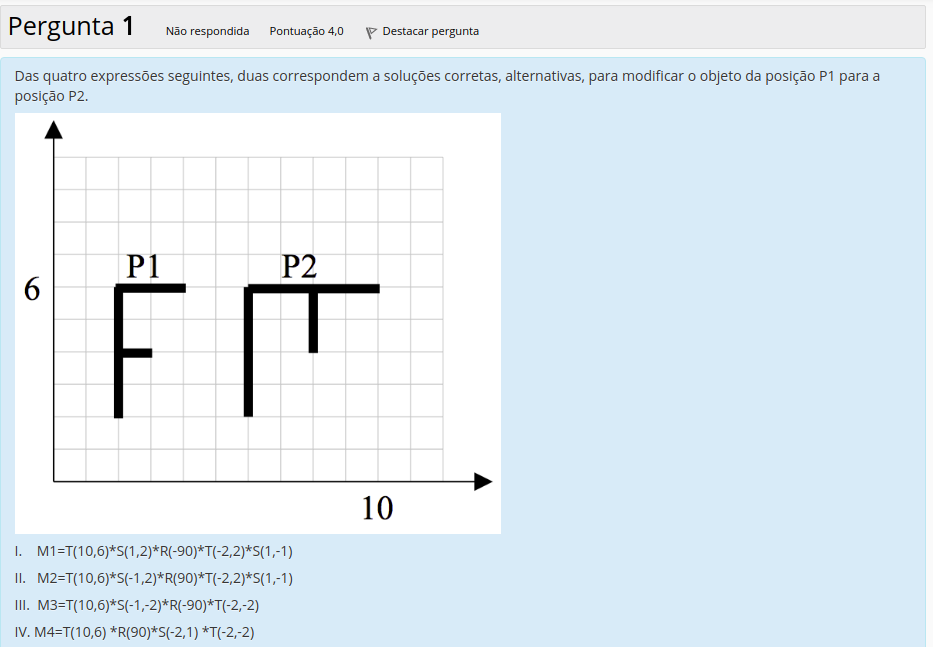 Pergunta 1 Não respondida Pontuação 4,0 Destacar pergunta
Das quatro expressões seguintes, duas correspondem a soluções corretas, alternativas, para modificar o objeto da posição P1 para a
posição P2.
P1 P2
6
10
I. M1=T(10,6)*S(1,2)*R(-90)*T(-2,2)*S(1,-1)
II. M2=T(10,6)*S(-1,2)*R(90)*T(-2,2)*S(1,-1)
III. M3=T(10,6)*S(-1,-2)*R(-90)*T(-2,-2)
IV. M4=T(10,6) *R(90)*S(-2,1) *T(-2,-2)